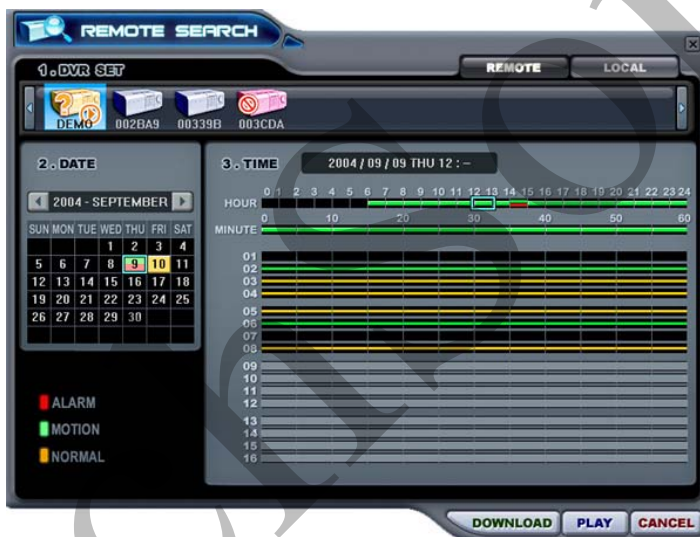 REMOTE SEARCH
1. DVR SET
REMOTE
LOCAL
DEMO 002BA9 00339B 003CDA
2. DATE
2004 - SEPTEMBER
SUN MON TUE WED THU FRI SAT
1 2 3 4
5 6 7 8 9 10 11
12 13 14 15 16 17 18
19 20 21 22 23 24 25
26 27 28 29 30
ALARM
MOTION
NORMAL
3. TIME
2004 / 09 / 09 THU 12 : –
0 1 2 3 4 5 6 7 8 9 10 11 12 13 14 15 16 17 18 19 20 21 22 23 24
HOUR
0 10 20 30 40 50 60
MINUTE
01
02
03
04
05
06
07
08
09
10
11
12
13
14
15
16
DOWNLOAD
PLAY
CANCEL